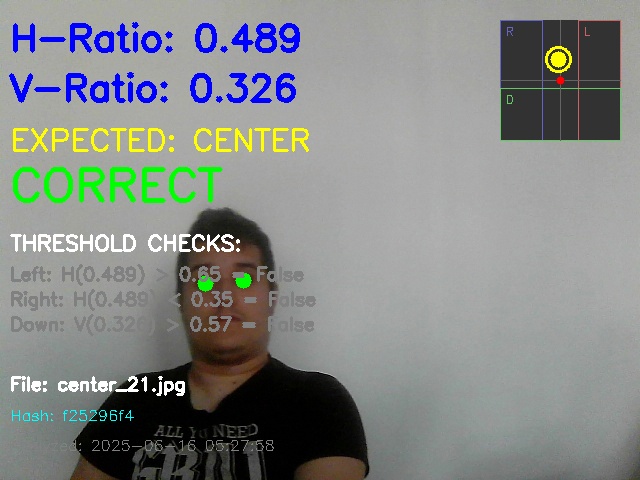 H-Ratio: 0.489
V-Ratio: 0.326
EXPECTED: CENTER
CORRECT
R
L
D
THRESHOLD CHECKS:
Left: H(0.489) > 0.65 = False
Right: H(0.489) < 0.35 = False
Down: V(0.326) > 0.57 = False
File: center_21.jpg
Hash: f25296f4
2025-06-16 05:27:58
ALL YOU NEED